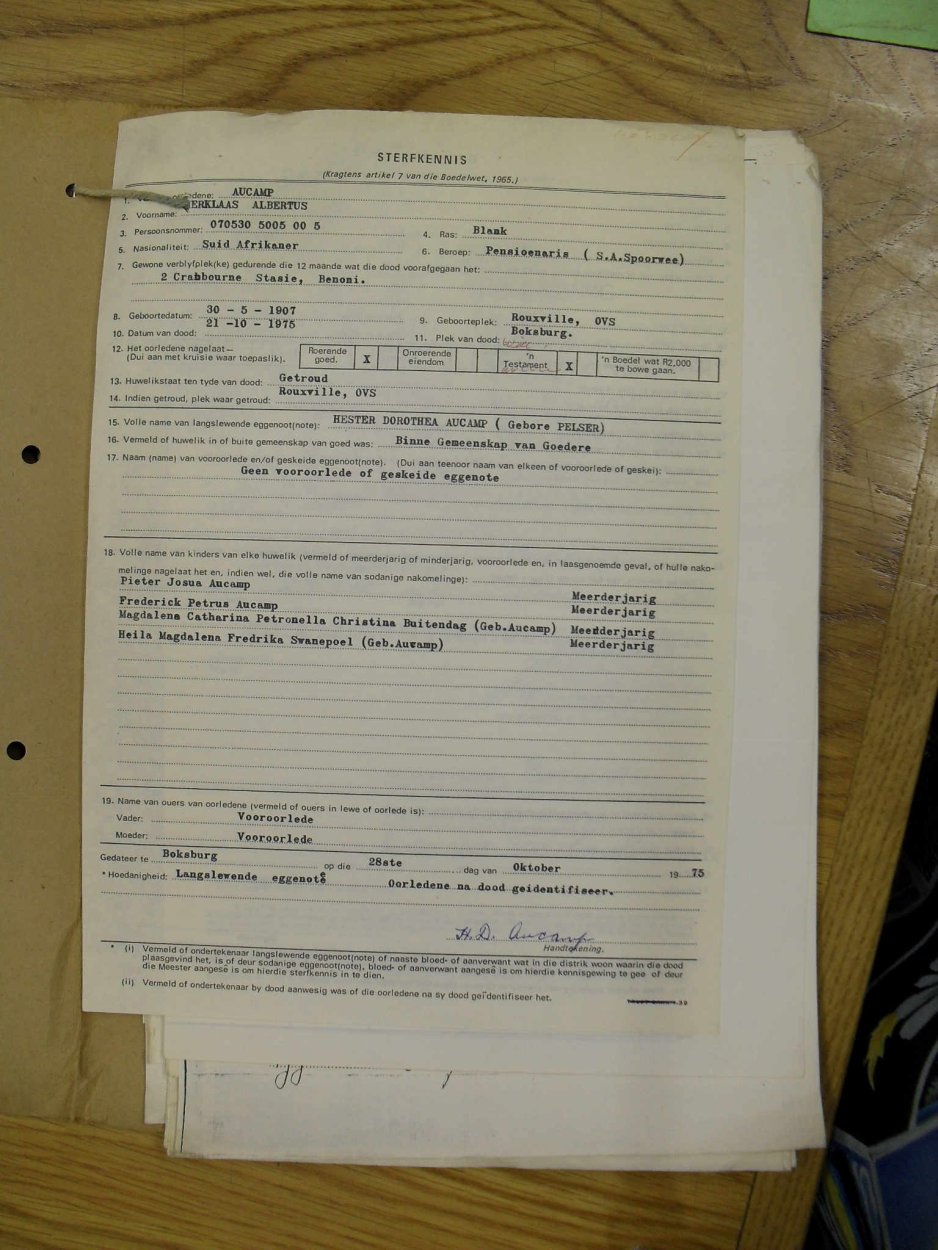 STERFKENNIS
(Kragtens artikel 7 van die Boedelwet, 1965.)
1. AUCAMP
2. Voorname: ERKLAAS ALBERTUS
3. Persoonsnommer: 070530 5005 00 5 4. Ras: Blank
5. Nasionaliteit: Suid Afrikaner 6. Beroep: Pensioenaris ( S.A.Spoorwee)
7. Gewone verblyfplek(ke) gedurende die 12 maande wat die dood voorafgegaan het:
2 Crabbourne Stasie, Benoni.
8. Geboortedatum: 30 - 5 - 1907 9. Geboorteplek: Rouxville, OVS
10. Datum van dood: 21 -10 - 1975 11. Plek van dood: Boksburg.
12. Het oorledene nagelaat— (Dui aan met kruisie waar toepaslik). Roerende goed. X Onroerende eiendom. 'n Testament X 'n Boedel wat R2,000 te bowe gaan.
13. Huwelikstaat ten tyde van dood: Getroud
14. Indien getroud, plek waar getroud: Rouxville, OVS
15. Volle name van langslewende eggenoot(note): HESTER DOROTHEA AUCAMP ( Gebore PELSER)
16. Vermeld of huwelik in of buite gemeenskap van goed was: Binne Gemeenskap van Goedere
17. Naam (name) van vooroorlede en/of geskeide eggenoot(note). (Dui aan teenoor naam van elkeen of vooroorlede of geskei):
Geen vooroorlede of geskeide eggenote
18. Volle name van kinders van elke huwelik (vermeld of meerderjarig of minderjarig, vooroorlede en, in laasgenoemde geval, of hulle nako-
melinge nagelaat het en, indien wel, die volle name van sodanige nakomelinge):
Pieter Josua Aucamp Meerderjarig
Frederick Petrus Aucamp Meerderjarig
Magdalena Catharina Petronella Christina Buitendag (Geb.Aucamp) Meerderjarig
Heila Magdalena Fredrika Swanepoel (Geb.Aucamp) Meerderjarig
19. Name van ouers van oorledene (vermeld of ouers in lewe of oorlede is):
Vader: Vooroorlede
Moeder: Vooroorlede
Gedateer te Boksburg op die 28ste dag van Oktober 19 75
* Hoedanigheid: Langslewende eggenote Oorledene na dood geidentifiseer.
H.D. Aucamp
Handtekening.
* (i) Vermeld of ondertekenaar langslewende eggenoot(note) of naaste bloed- of aanverwant wat in die distrik woon waarin die dood
plaasgevind het, is of deur sodanige eggenoot(note), bloed- of aanverwant aangesê is om hierdie kennisgewing te gee of deur
die Meester aangesê is om hierdie sterfkennis in te dien.
(ii) Vermeld of ondertekenaar by dood aanwesig was of die oorledene na sy dood geïdentifiseer het.